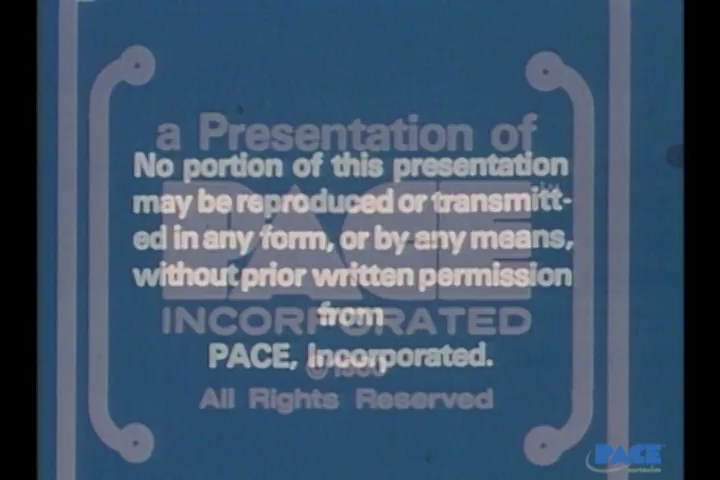 a Presentation of
No portion of this presentation
may be reproduced or transmitt-
ed in any form, or by any means,
without prior written permission
from
PACE, Incorporated.
PACE
INCORPORATED
All Rights Reserved
PACE